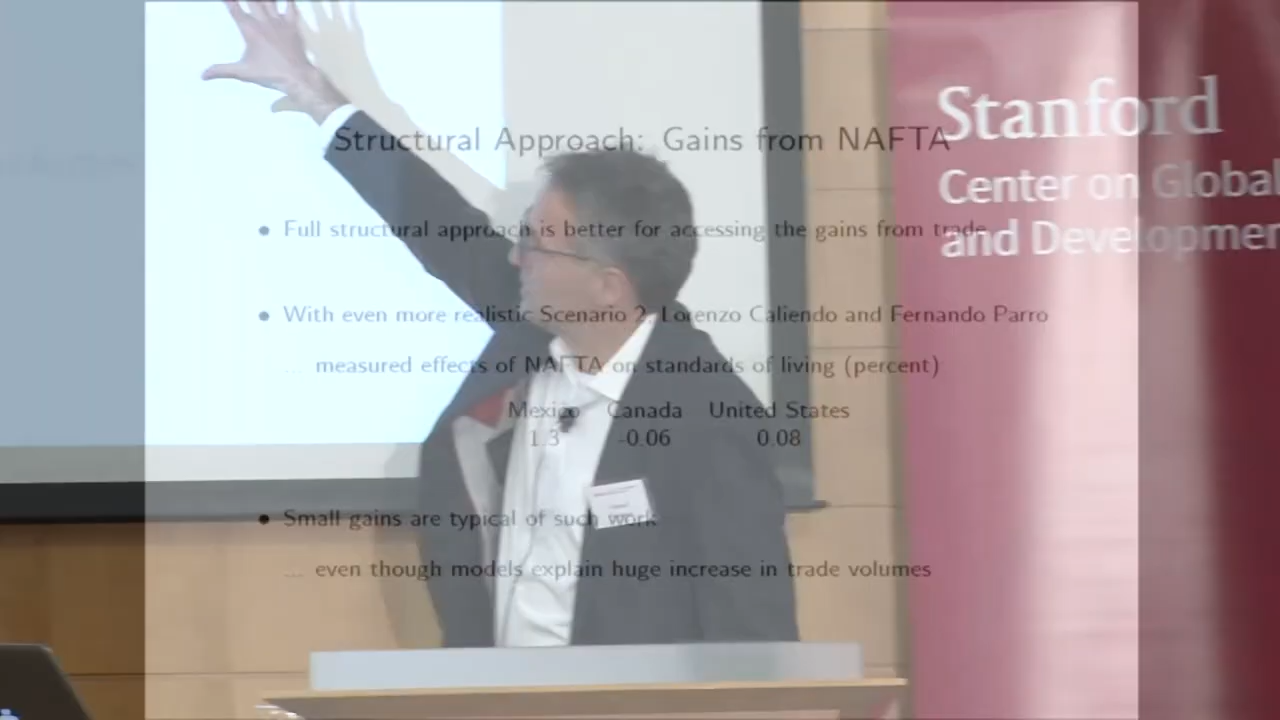 Structural Approach: Gains from NAFTA
Stanford
Center on Global
and Developmen
• Full structural approach is better for accessing the gains from trade
• With even more realistic Scenario 2, Lorenzo Caliendo and Fernando Parro
... measured effects of NAFTA on standards of living (percent)
Mexico Canada United States
1.3 -0.06 0.08
• Small gains are typical of such work
... even though models explain huge increase in trade volumes